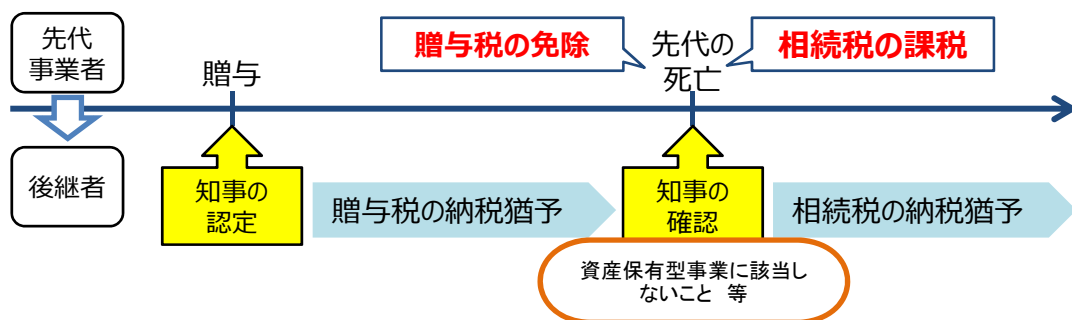 先代
事業者
贈与
贈与税の免除
先代の
死亡
相続税の課税
後継者
知事の
認定
贈与税の納税猶予
知事の
確認
相続税の納税猶予
資産保有型事業に該当し
ないこと 等